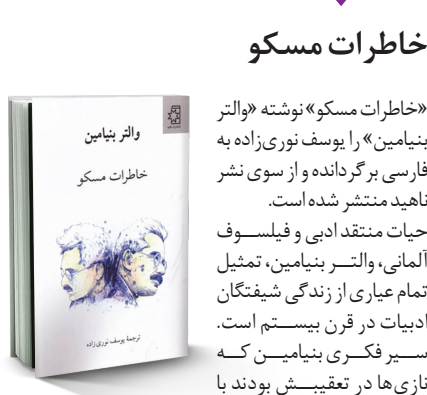 خاطرات مسکو
«خاطرات مسکو» نوشته «والتر
بنیامین» را یوسف نوری‌زاده به
فارسی برگردانده و از سوی نشر
ناهید منتشر شده است.
حیات منتقد ادبی و فیلسوف
آلمانی، والتر بنیامین، تمثیل
تمام عیاری از زندگی شیفتگان
ادبیات در قرن بیستم است.
سیر فکری بنیامین که
نازی‌ها در تعقیبش بودند با
والتر بنیامین
خاطرات مسکو
ترجمهٔ یوسف نوری‌زاده